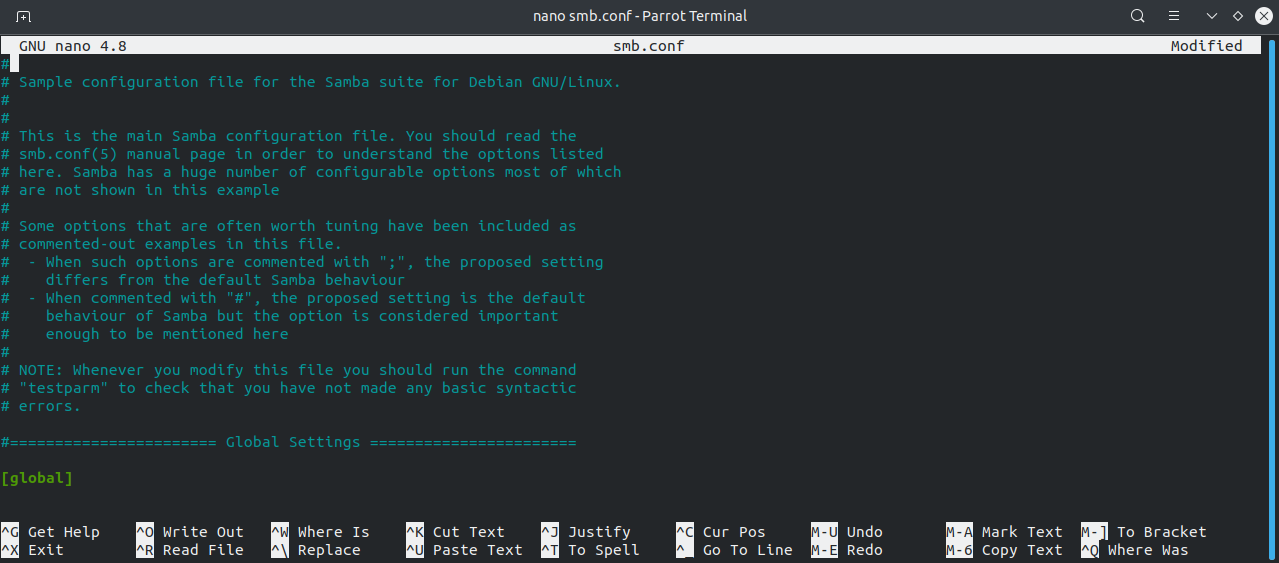 nano smb.conf - Parrot Terminal
GNU nano 4.8 smb.conf Modified
#
# Sample configuration file for the Samba suite for Debian GNU/Linux.
#
#
# This is the main Samba configuration file. You should read the
# smb.conf(5) manual page in order to understand the options listed
# here. Samba has a huge number of configurable options most of which
# are not shown in this example
#
# Some options that are often worth tuning have been included as
# commented-out examples in this file.
#  - When such options are commented with ";", the proposed setting
#    differs from the default Samba behaviour
#  - When commented with "#", the proposed setting is the default
#    behaviour of Samba but the option is considered important
#    enough to be mentioned here
#
# NOTE: Whenever you modify this file you should run the command
# "testparm" to check that you have not made any basic syntactic
# errors.
#======================= Global Settings =======================
[global]
^G Get Help ^O Write Out ^W Where Is ^K Cut Text ^J Justify ^C Cur Pos M-U Undo M-A Mark Text M-] To Bracket
^X Exit ^R Read File ^\ Replace ^U Paste Text ^T To Spell ^_ Go To Line M-E Redo M-6 Copy Text ^Q Where Was